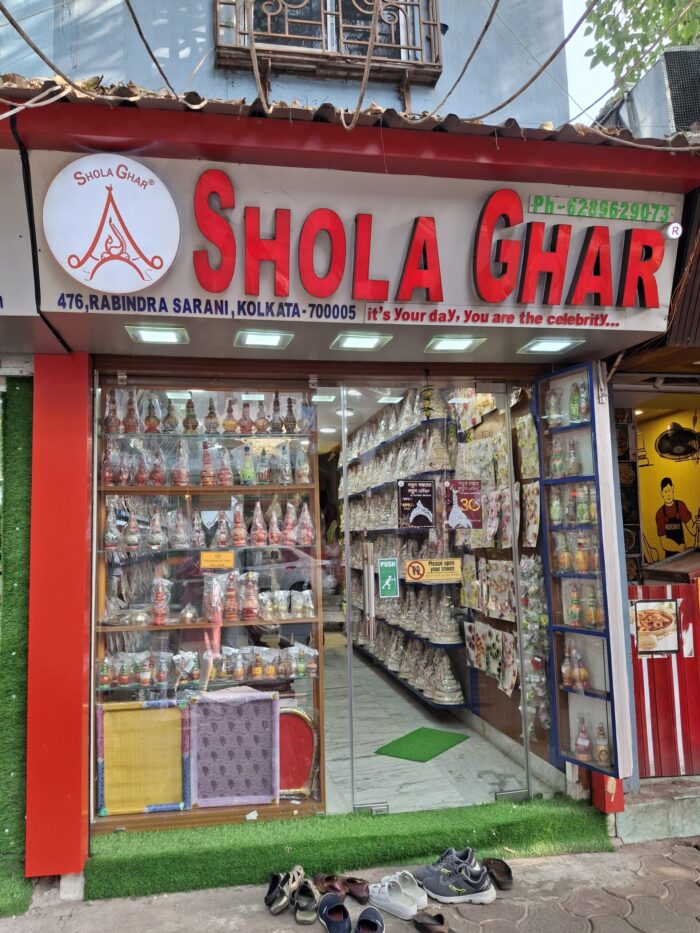 SHOLA GHAR®
SHOLA GHAR
Ph - 6289629073
®
476,RABINDRA SARANI,KOLKATA-700005
it's Your day, You are the celebrity...
PUSH
Please open
your shoes
30